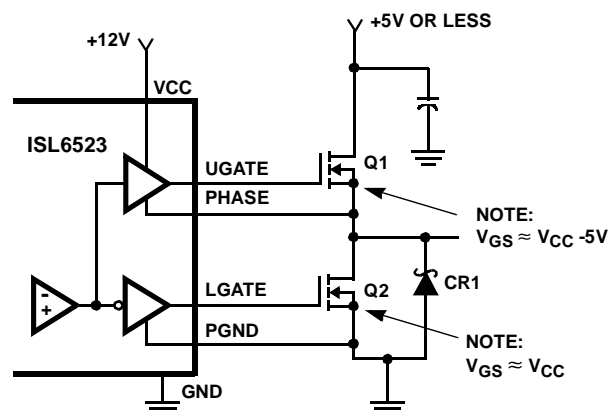 +5V OR LESS
+12V
VCC
ISL6523
UGATE
Q1
PHASE
NOTE:
VGS ≈ VCC -5V
- +
LGATE
Q2
CR1
PGND
NOTE:
VGS ≈ VCC
GND